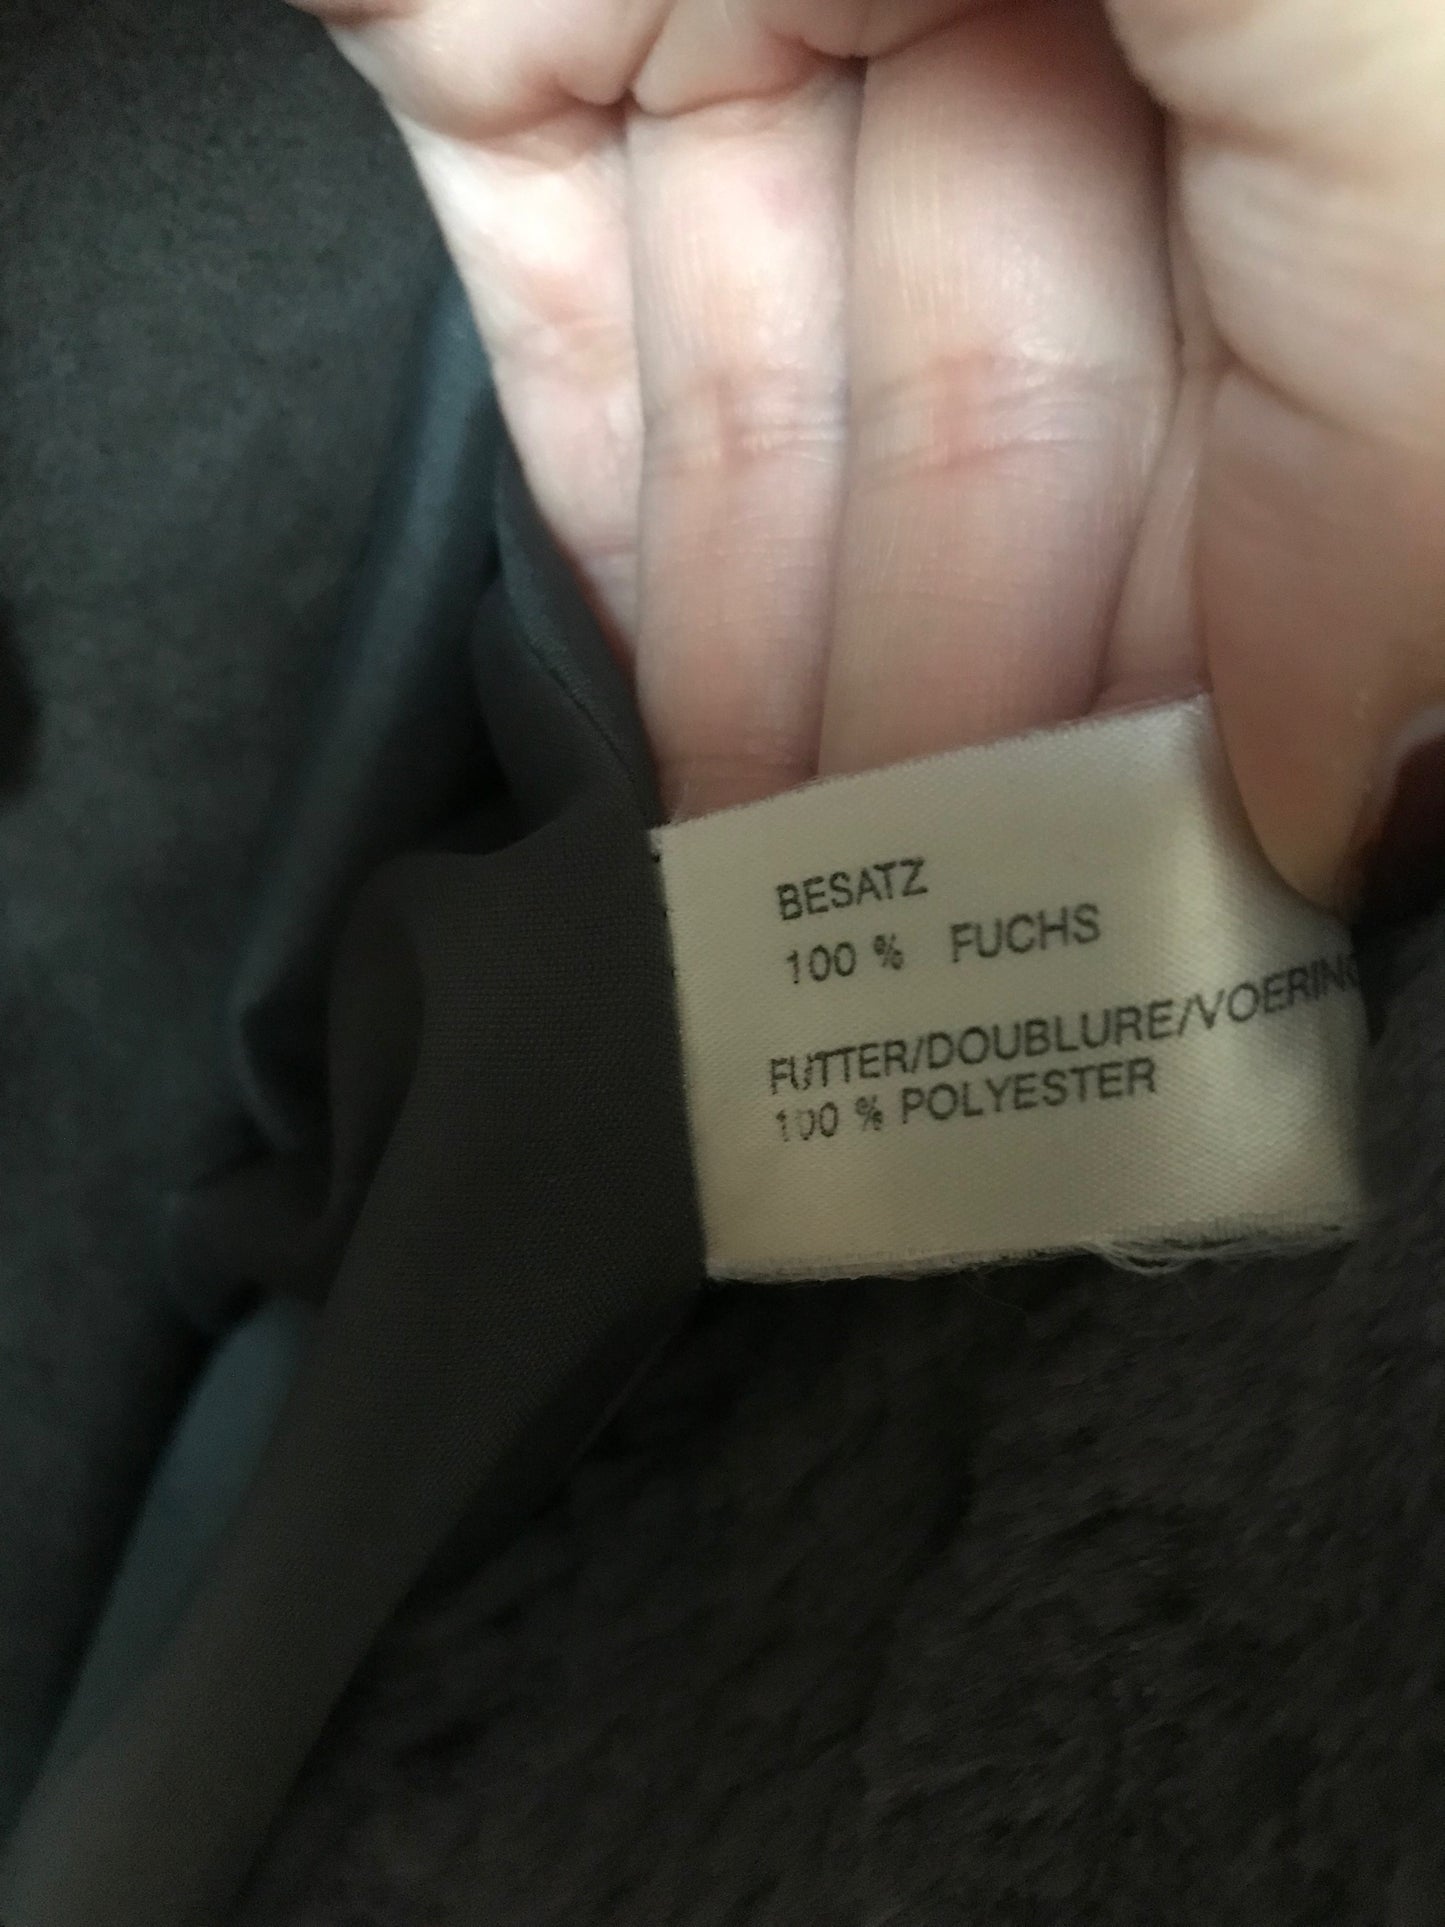 BESATZ
100 % FUCHS
FUTTER/DOUBLURE/VOERING
100 % POLYESTER